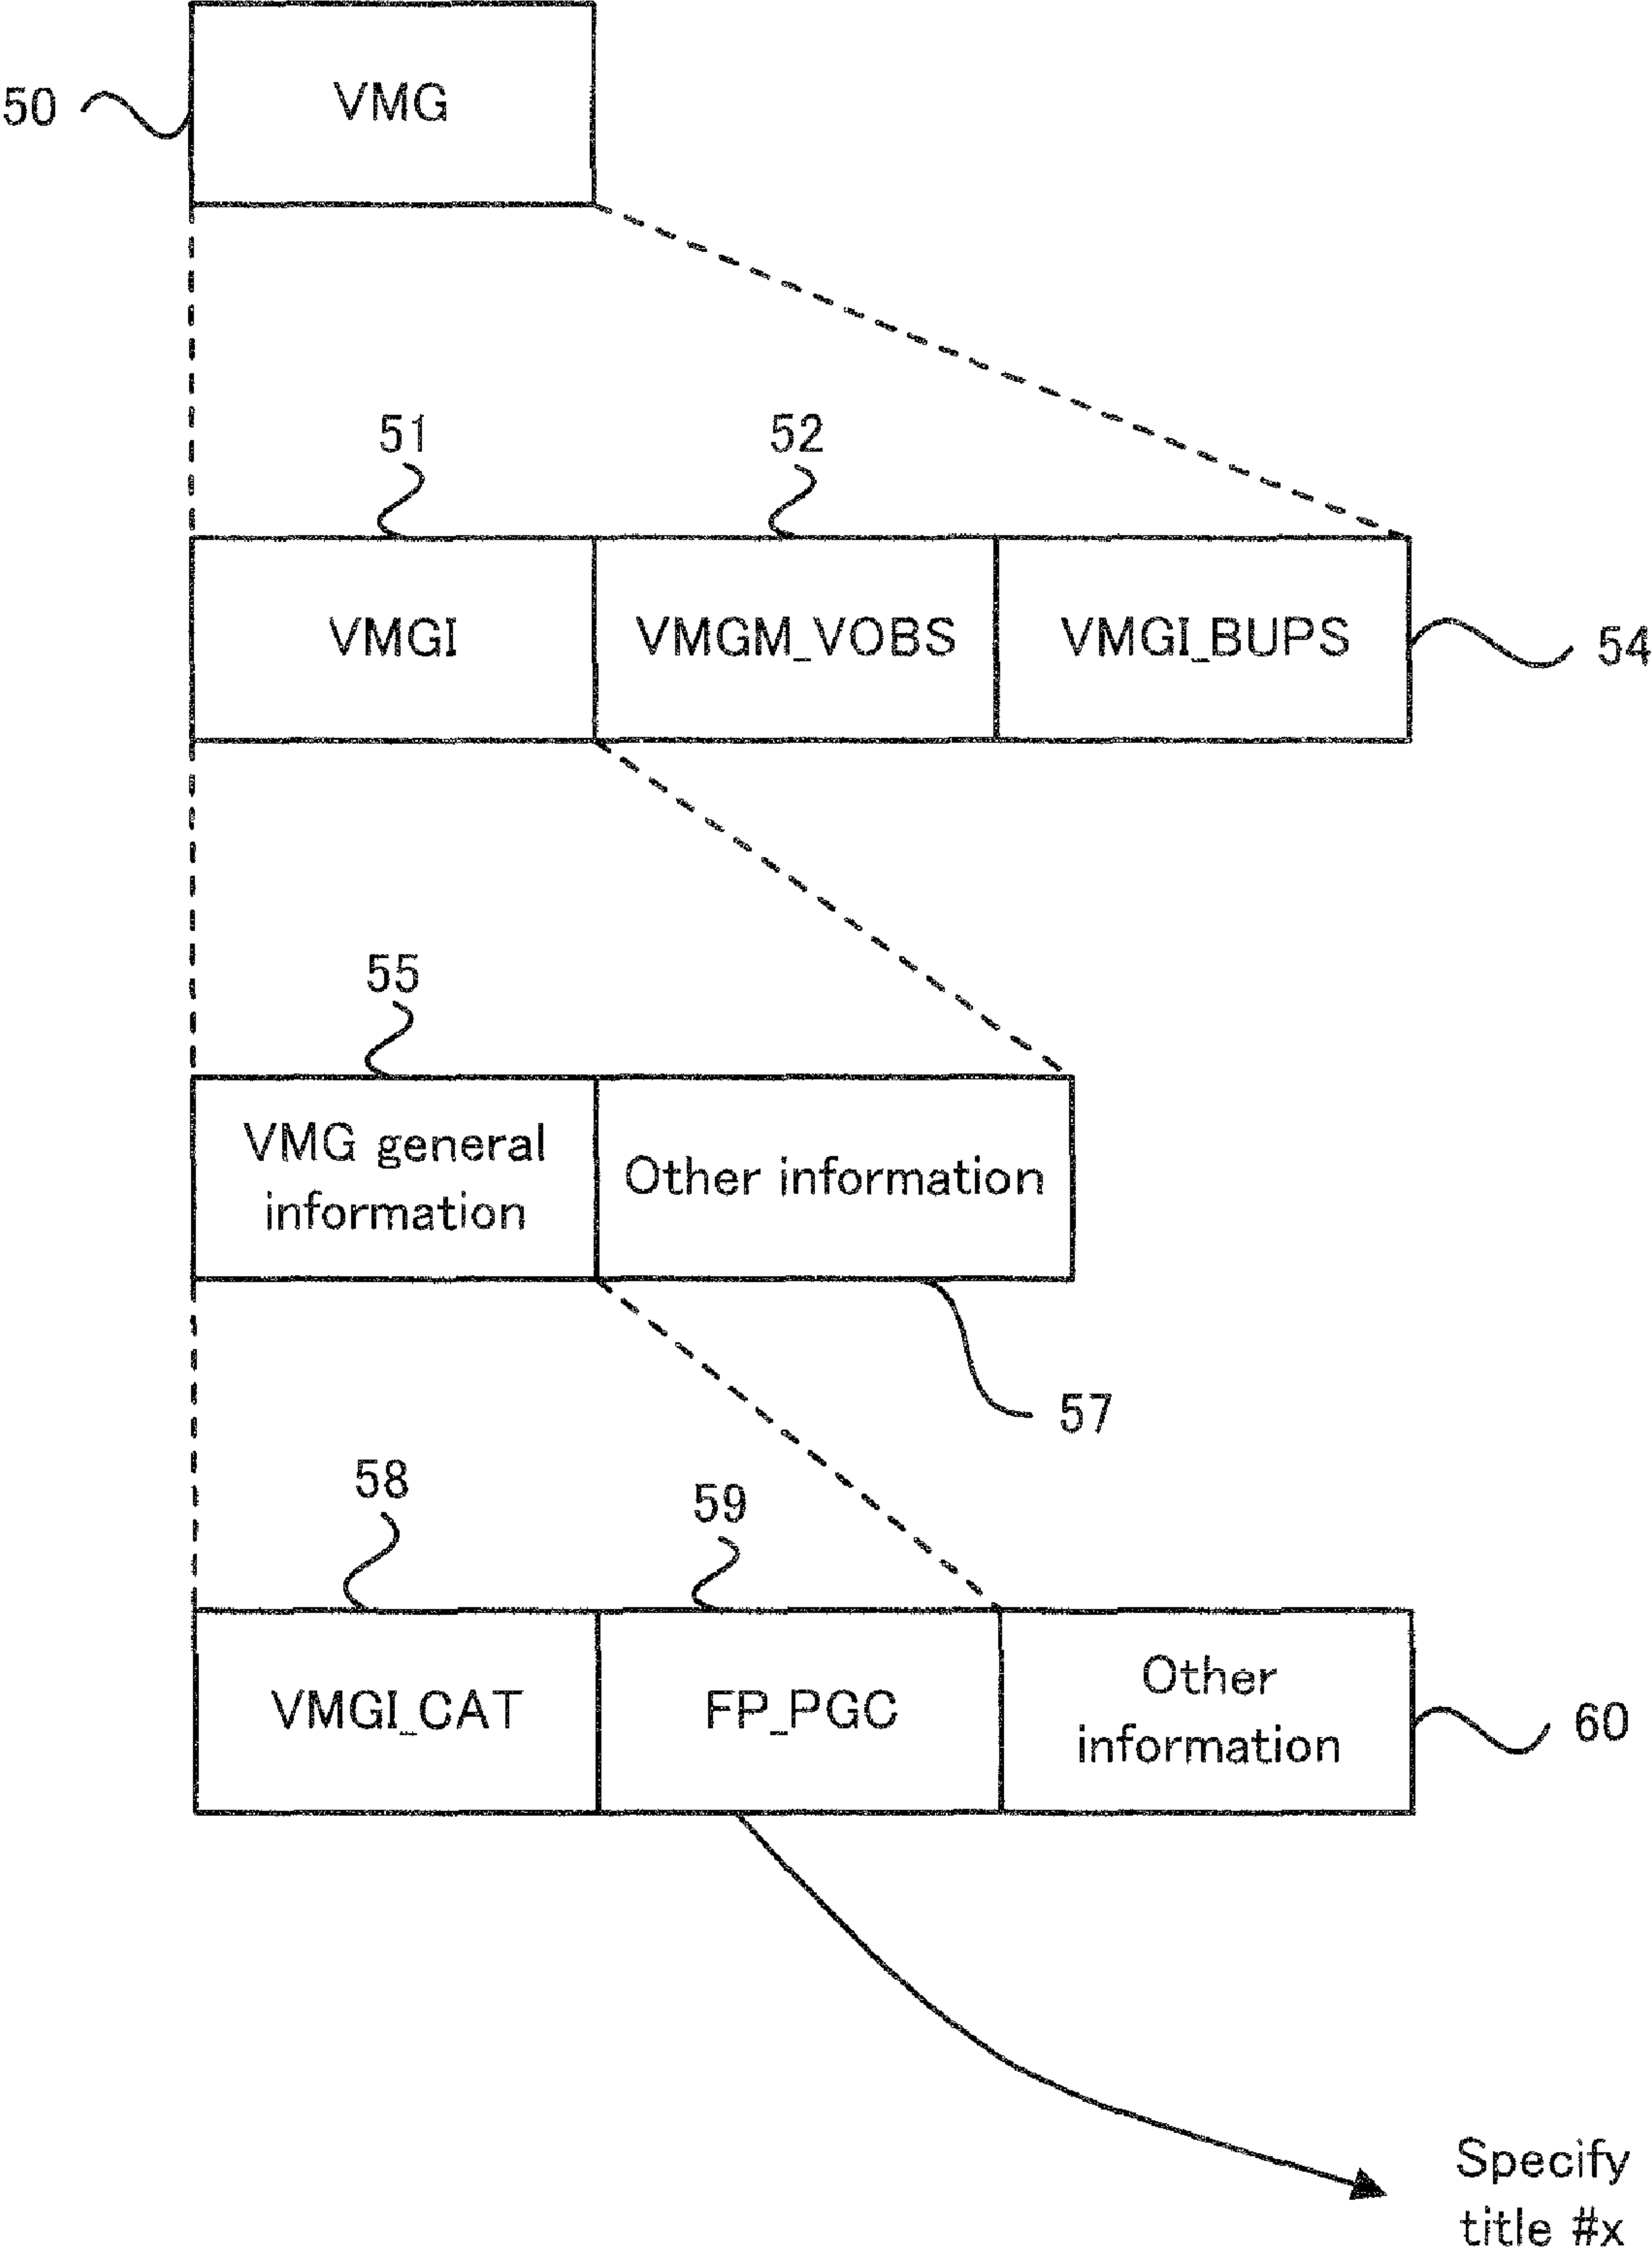 50
VMG
51
52
VMGI
VMGM_VOBS
VMGI_BUPS
54
55
VMG general
information
Other information
57
58
59
VMGI_CAT
FP_PGC
Other
information
60
Specify
title #x